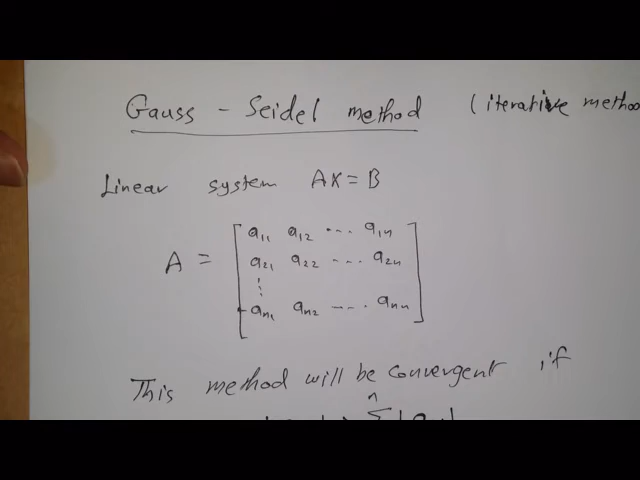 Gauss - Seidel method (iterative metho
Linear system AX = B
a11 a12 ... a1n
a21 a22 ... a2n
A =
⋮
an1 an2 ... ann
This method will be convergent if
n
Σ